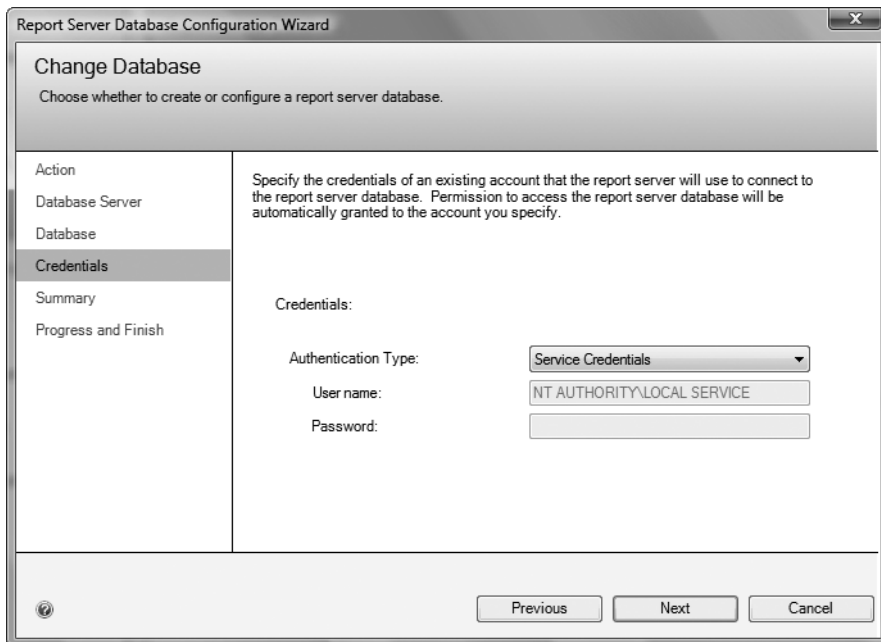 Report Server Database Configuration Wizard
Change Database
Choose whether to create or configure a report server database.
Action
Database Server
Database
Credentials
Summary
Progress and Finish
Specify the credentials of an existing account that the report server will use to connect to
the report server database.  Permission to access the report server database will be
automatically granted to the account you specify.
Credentials:
Authentication Type:
Service Credentials
User name:
NT AUTHORITY\LOCAL SERVICE
Password:
Previous
Next
Cancel